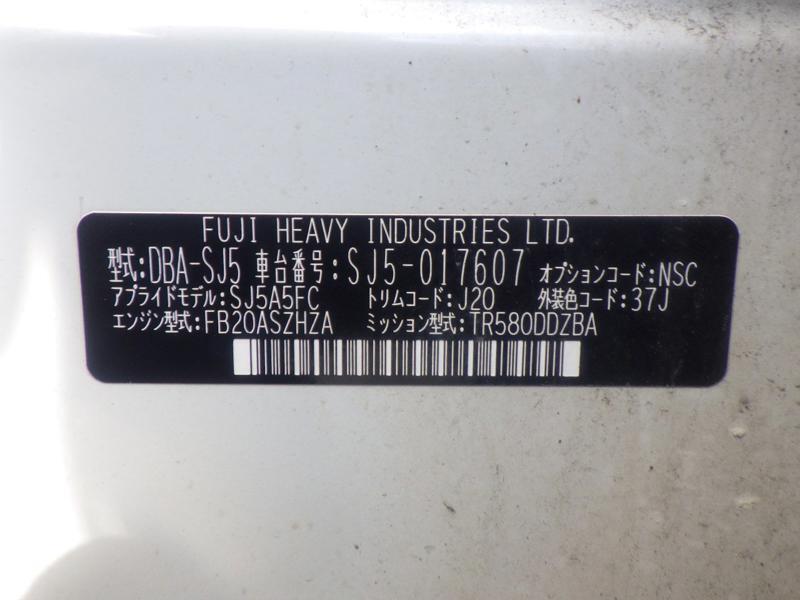 FUJI HEAVY INDUSTRIES LTD.
型式:DBA-SJ5 車台番号:SJ5-017607 オプションコード:NSC
アプライドモデル:SJ5A5FC トリムコード:J20 外装色コード:37J
エンジン型式:FB20ASZHZA ミッション型式:TR580DDZBA